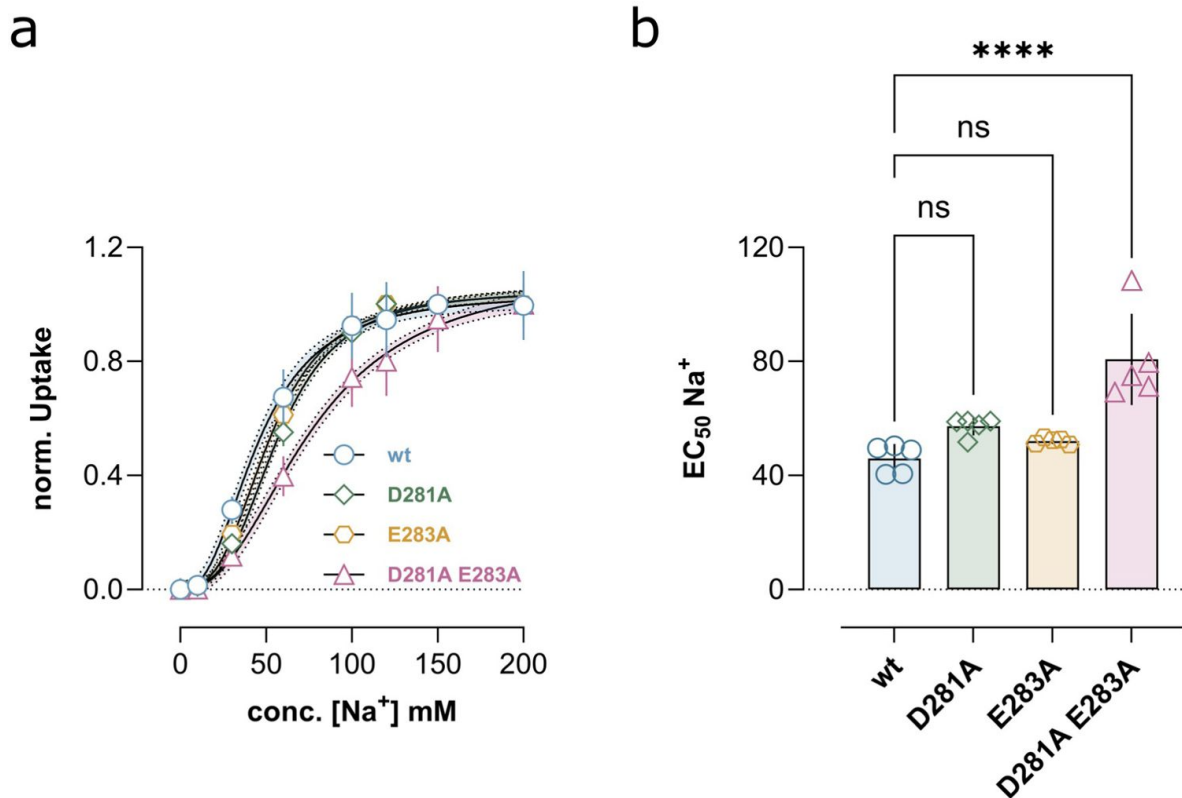 a
norm. Uptake
1.2
0.8
0.4
0.0
wt
D281A
E283A
D281A E283A
0 50 100 150 200
conc. [Na⁺] mM
b
****
ns
ns
EC₅₀ Na⁺
120
80
40
0
wt
D281A
E283A
D281A E283A